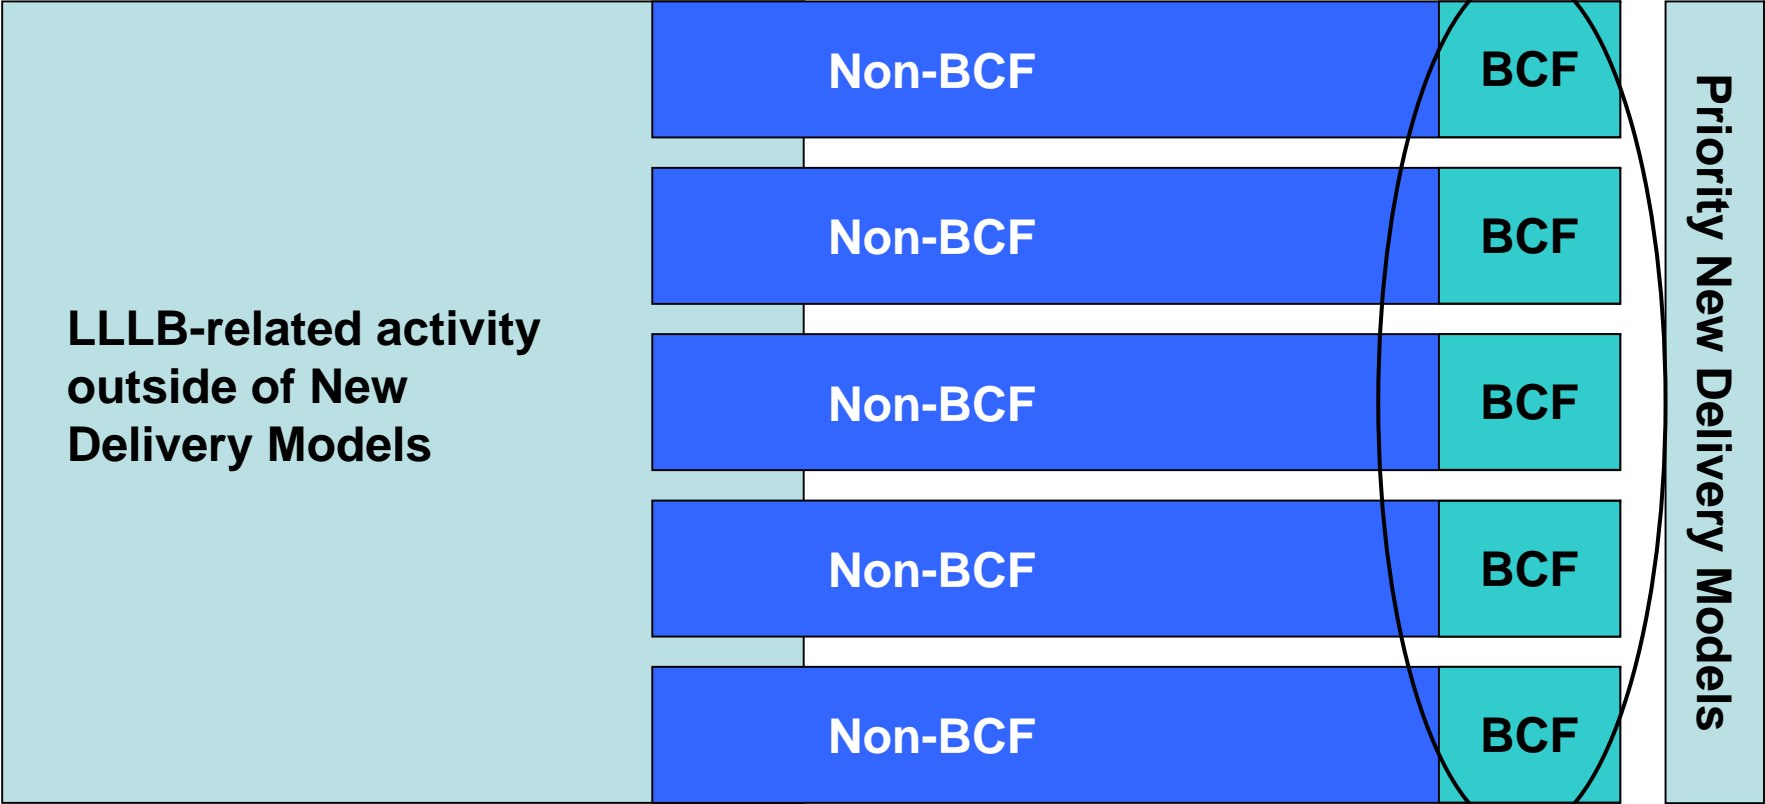 LLLB-related activity
outside of New
Delivery Models
Non-BCF
BCF
Non-BCF
BCF
Non-BCF
BCF
Non-BCF
BCF
Non-BCF
BCF
Priority New Delivery Models